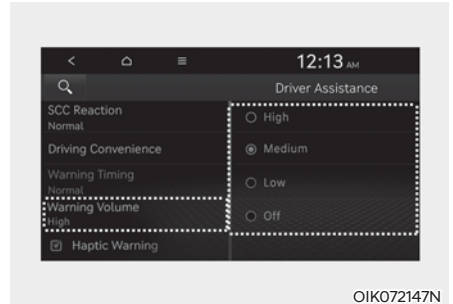 12:13 AM
Driver Assistance
SCC Reaction
Normal
Driving Convenience
Warning Timing
Normal
Warning Volume
High
Haptic Warning
High
Medium
Low
Off
OIK072147N